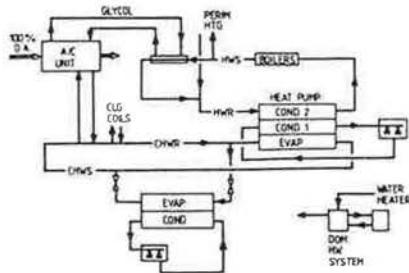 GLYCOL
PERIM
HTG
100%
O.A.
A/C
UNIT
HWS
BOILERS
HWR
HEAT PUMP
COND 2
COND 1
EVAP
CLG
COILS
CHWR
CHWS
EVAP
COND
WATER
HEATER
DOM
HW
SYSTEM